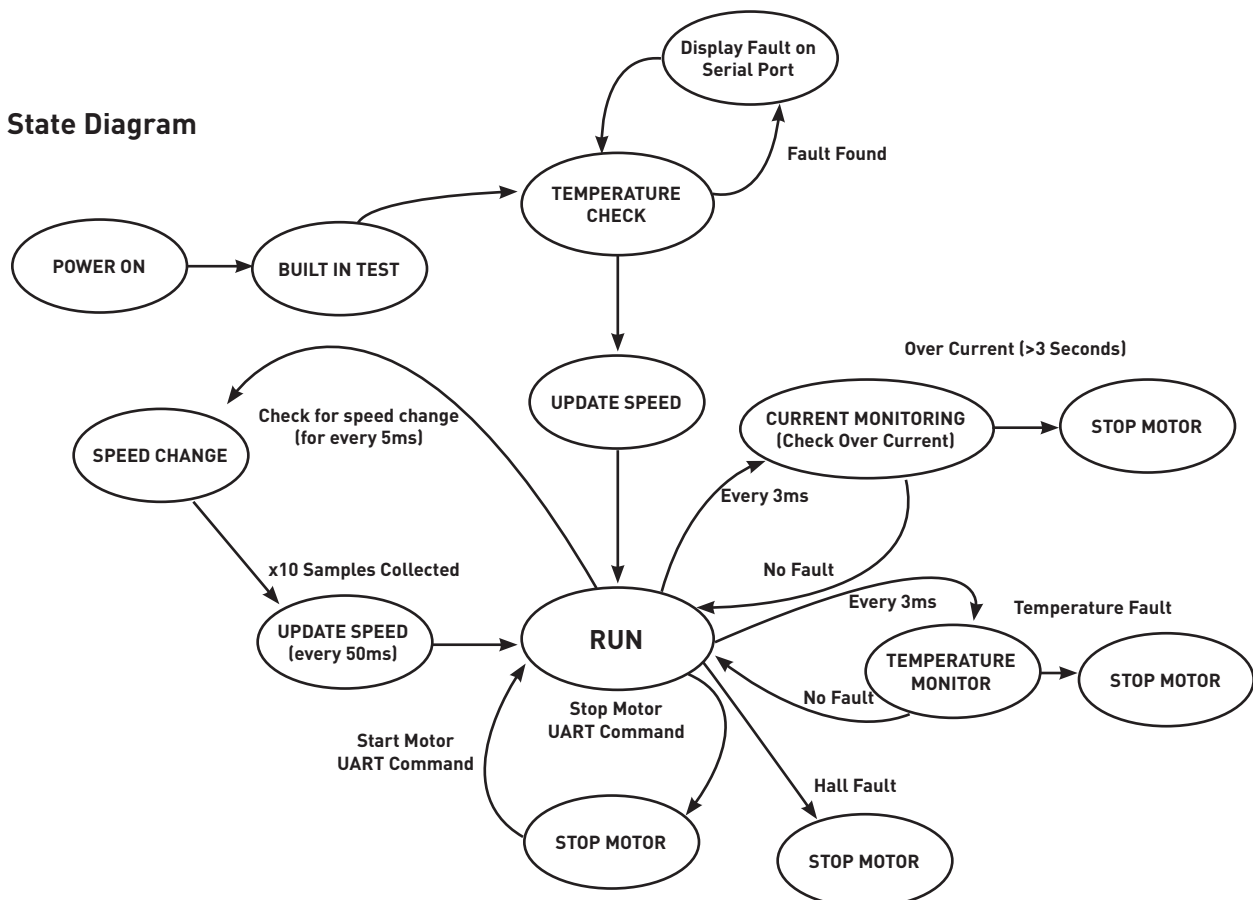 Display Fault on
Serial Port
State Diagram
Fault Found
TEMPERATURE
CHECK
POWER ON
BUILT IN TEST
Over Current (>3 Seconds)
UPDATE SPEED
Check for speed change
(for every 5ms)
CURRENT MONITORING
(Check Over Current)
STOP MOTOR
SPEED CHANGE
Every 3ms
x10 Samples Collected
No Fault
Every 3ms
Temperature Fault
UPDATE SPEED
(every 50ms)
RUN
TEMPERATURE
MONITOR
STOP MOTOR
No Fault
Stop Motor
UART Command
Start Motor
UART Command
Hall Fault
STOP MOTOR
STOP MOTOR